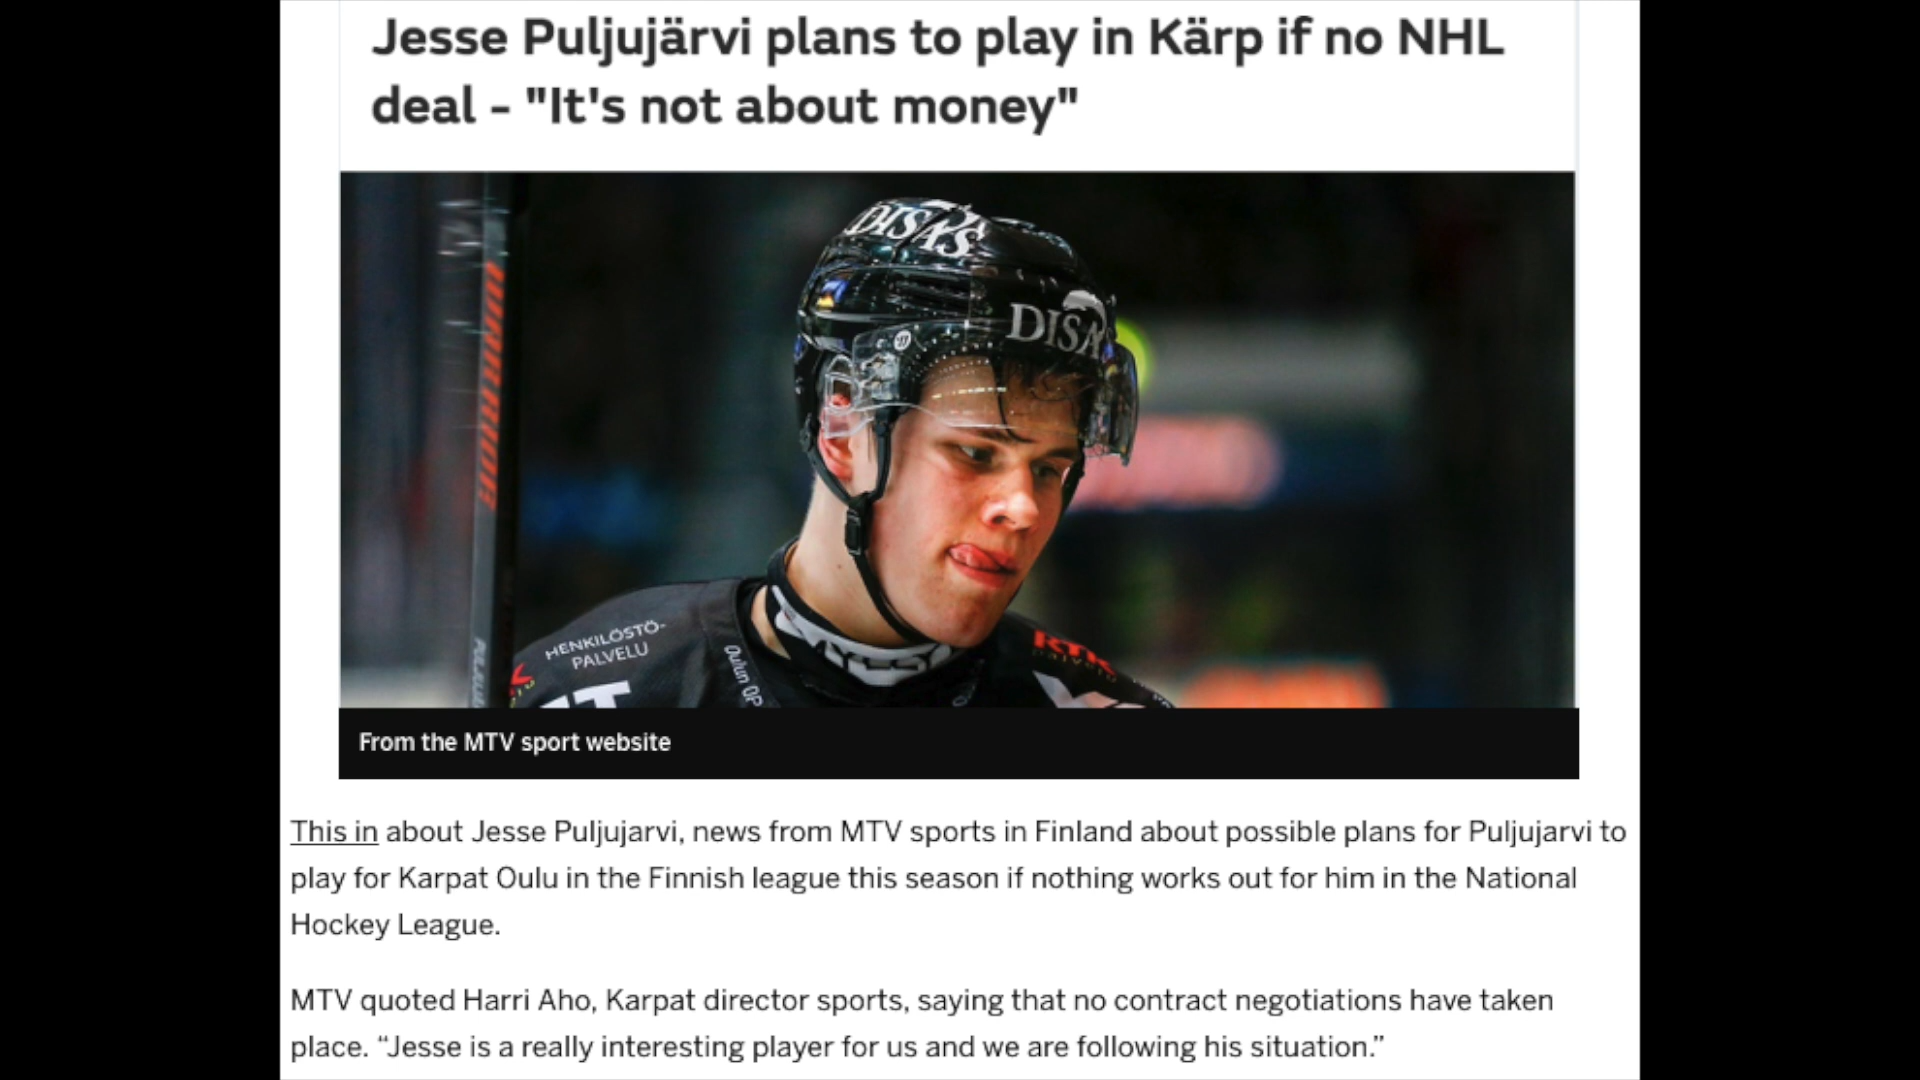 Jesse Puljujärvi plans to play in Kärp if no NHL
deal - "It's not about money"
DISAS
DISA
WARRIOR
HENKILÖSTÖ-
PALVELU
Oulun OP
RTK
palvelu
From the MTV sport website
This in about Jesse Puljujarvi, news from MTV sports in Finland about possible plans for Puljujarvi to
play for Karpat Oulu in the Finnish league this season if nothing works out for him in the National
Hockey League.
MTV quoted Harri Aho, Karpat director sports, saying that no contract negotiations have taken
place. “Jesse is a really interesting player for us and we are following his situation.”